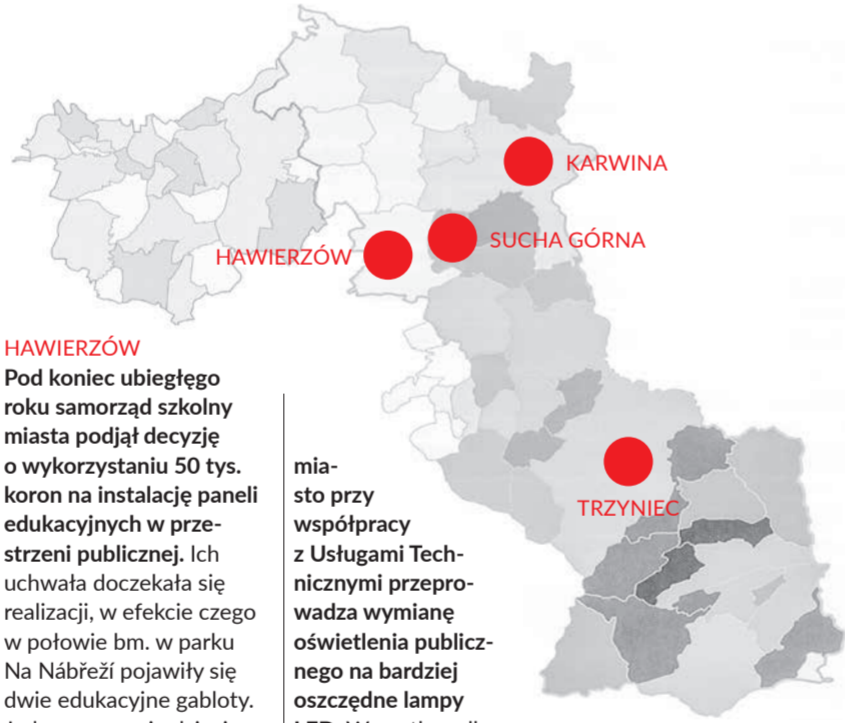 KARWINA
SUCHA GÓRNA
HAWIERZÓW
TRZYNIEC
HAWIERZÓW
Pod koniec ubiegłęgo
roku samorząd szkolny
miasta podjął decyzję
o wykorzystaniu 50 tys.
koron na instalację paneli
edukacyjnych w prze-
strzeni publicznej. Ich
uchwała doczekała się
realizacji, w efekcie czego
w połowie bm. w parku
Na Nábřeží pojawiły się
dwie edukacyjne gabloty.
mia-
sto przy
współpracy
z Usługami Tech-
nicznymi przepro-
wadza wymianę
oświetlenia publicz-
nego na bardziej
oszczędne lampy